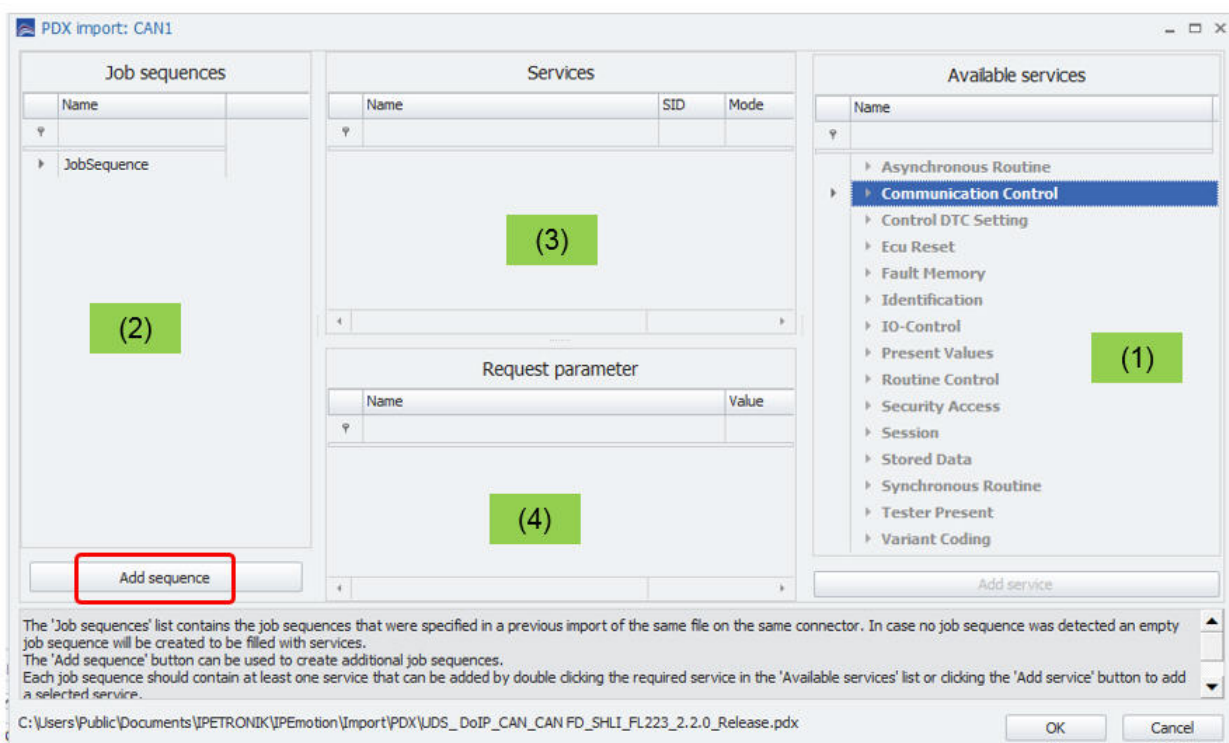 PDX import: CAN1
Job sequences
Name
JobSequence
(2)
Add sequence
Services
Name SID Mode
(3)
Request parameter
Name Value
(4)
Available services
Name
Asynchronous Routine
Communication Control
Control DTC Setting
Ecu Reset
Fault Memory
Identification
IO-Control
Present Values
Routine Control
Security Access
Session
Stored Data
Synchronous Routine
Tester Present
Variant Coding
(1)
Add service
The 'Job sequences' list contains the job sequences that were specified in a previous import of the same file on the same connector. In case no job sequence was detected an empty
job sequence will be created to be filled with services.
The 'Add sequence' button can be used to create additional job sequences.
Each job sequence should contain at least one service that can be added by double clicking the required service in the 'Available services' list or clicking the 'Add service' button to add
a selected service.
C:\Users\Public\Documents\IPETRONIK\IPEmotion\Import\PDX\UDS_DoIP_CAN_CAN FD_SHLI_FL223_2.2.0_Release.pdx
OK Cancel